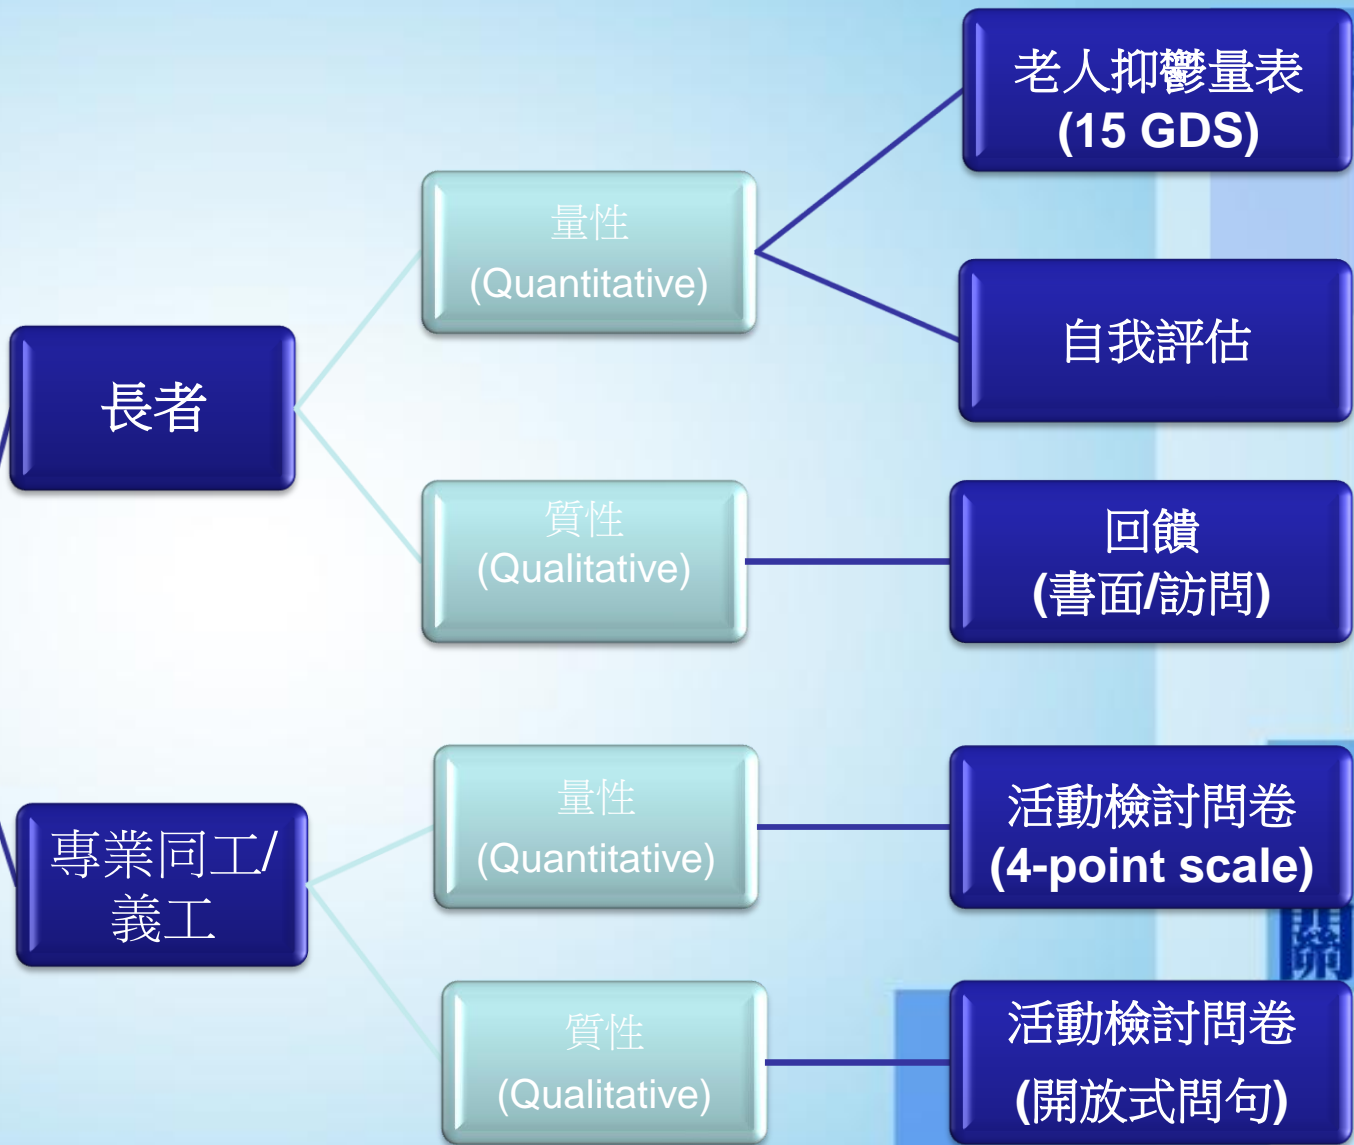 老人抑鬱量表
(15 GDS)
量性
(Quantitative)
自我評估
長者
質性
(Qualitative)
回饋
(書面/訪問)
量性
(Quantitative)
活動檢討問卷
(4-point scale)
專業同工/
義工
質性
(Qualitative)
活動檢討問卷
(開放式問句)